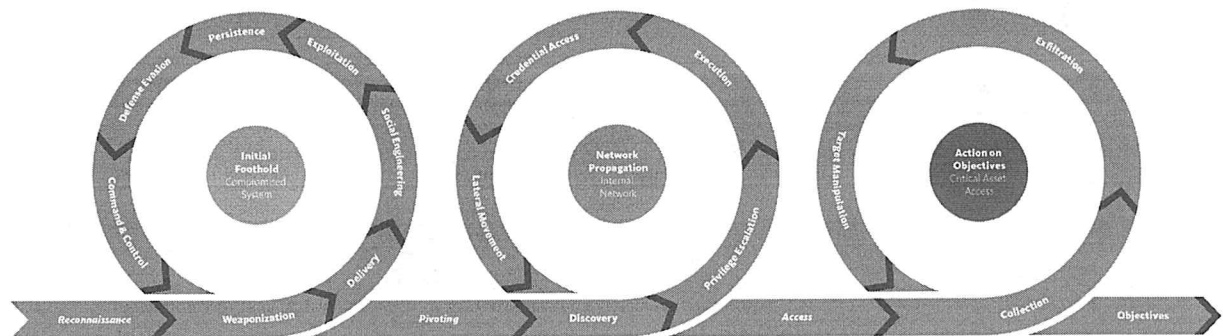 Reconnaissance
Weaponization
Delivery
Social Engineering
Exploitation
Persistence
Defense Evasion
Command & Control
Initial
Foothold
Compromised
System
Pivoting
Discovery
Privilege Escalation
Execution
Credential Access
Lateral Movement
Network
Propagation
Internal
Network
Access
Collection
Exfiltration
Target Manipulation
Action on
Objectives
Critical Asset
Access
Objectives